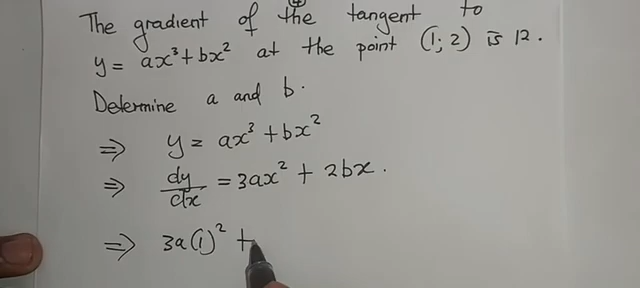 The gradient of the tangent to
y = ax³ + bx² at the point (1; 2) is 12.
Determine a and b.
⇒ y = ax³ + bx²
⇒ dy/dx = 3ax² + 2bx.
⇒ 3a(1)² +